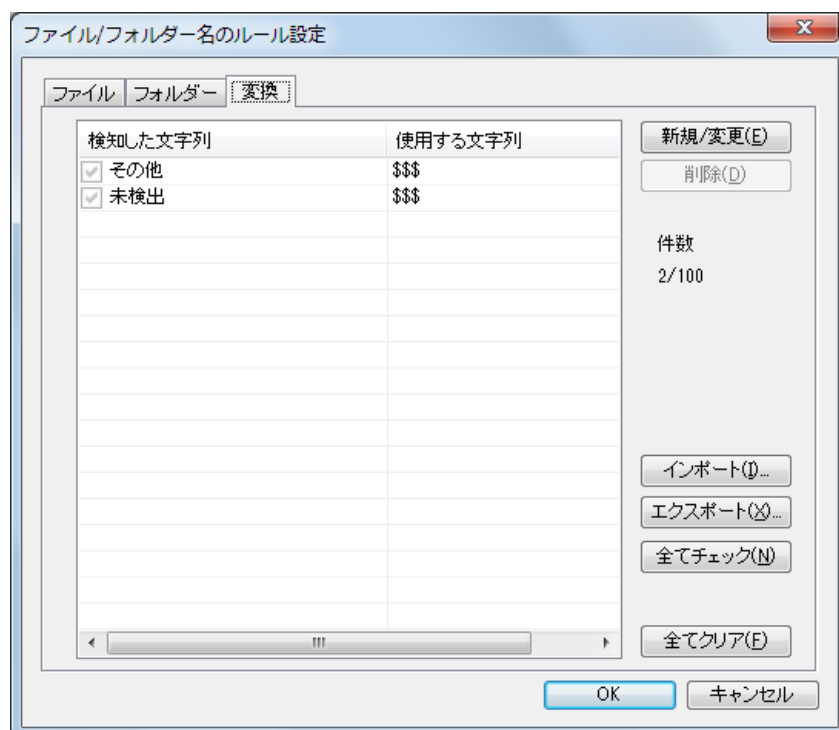 ファイル/フォルダー名のルール設定
ファイル フォルダー 変換
検知した文字列 使用する文字列
その他 $$$
未検出 $$$
新規/変更(E)
削除(D)
件数
2/100
インポート(I)...
エクスポート(X)...
全てチェック(N)
全てクリア(F)
OK キャンセル